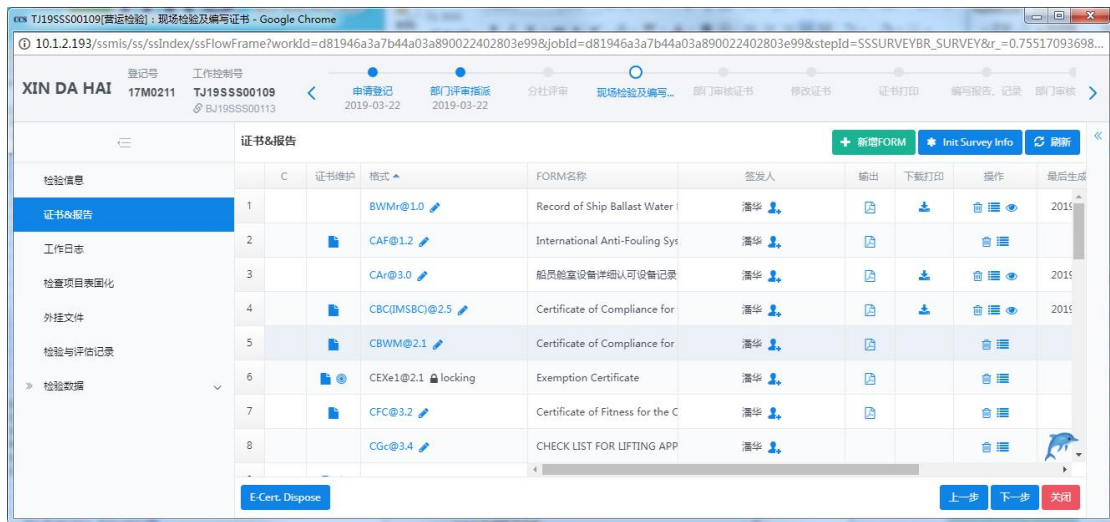 ccs TJ19SSS00109[营运检验] : 现场检验及编写证书 - Google Chrome
10.1.2.193/ssmis/ss/ssIndex/ssFlowFrame?workId=d81946a3a7b44a03a890022402803e99&jobId=d81946a3a7b44a03a890022402803e99&stepId=SSSURVEYBR_SURVEY&r_=0.75517093698...
XIN DA HAI 登记号 17M0211 工作控制号 TJ19SSS00109 BJ19SSS00113
申请登记 2019-03-22 部门评审指派 2019-03-22 分社评审 现场检验及编写... 部门审核证书 修改证书 证书打印 编写报告、记录 部门审核
证书&报告 新增FORM Init Survey Info 刷新
检验信息
证书&报告
工作日志
检查项目表固化
外挂文件
检验与评估记录
检验数据
C 证书维护 格式 FORM名称 签发人 输出 下载打印 操作 最后生成
1 BWMr@1.0 Record of Ship Ballast Water 潘华 2019
2 CAF@1.2 International Anti-Fouling Sys 潘华
3 CAr@3.0 船员舱室设备详细认可设备记录 潘华 2019
4 CBC(IMSBC)@2.5 Certificate of Compliance for 潘华 2019
5 CBWM@2.1 Certificate of Compliance for 潘华
6 CEXe1@2.1 locking Exemption Certificate 潘华
7 CFC@3.2 Certificate of Fitness for the C 潘华
8 CGc@3.4 CHECK LIST FOR LIFTING APP 潘华
E-Cert. Dispose 上一步 下一步 关闭